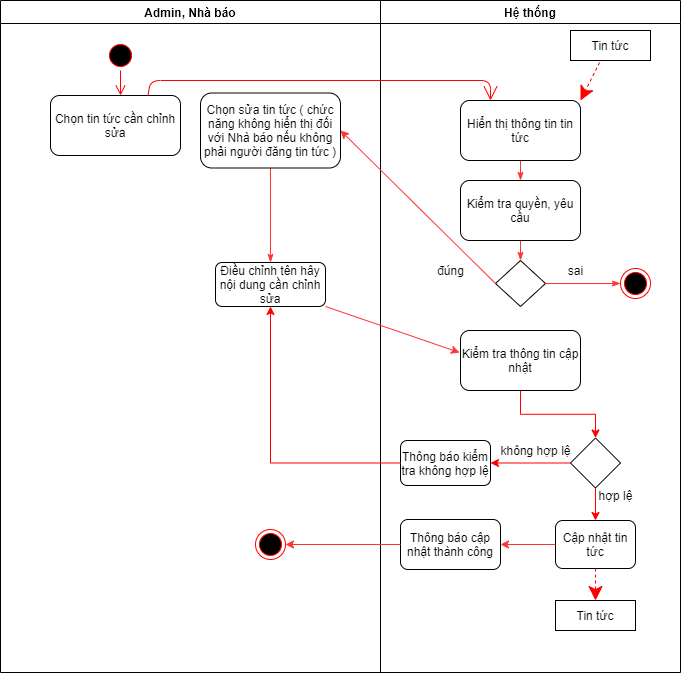 Admin, Nhà báo
Hệ thống
Tin tức
Chọn tin tức cần chỉnh
sửa
Chọn sửa tin tức ( chức
năng không hiển thị đối
với Nhà báo nếu không
phải người đăng tin tức )
Hiển thị thông tin tin
tức
Kiểm tra quyền, yêu
cầu
đúng
sai
Điều chỉnh tên hãy
nội dung cần chỉnh
sửa
Kiểm tra thông tin cập
nhật
Thông báo kiểm
tra không hợp lệ
không hợp lệ
hợp lệ
Thông báo cập
nhật thành công
Cập nhật tin
tức
Tin tức